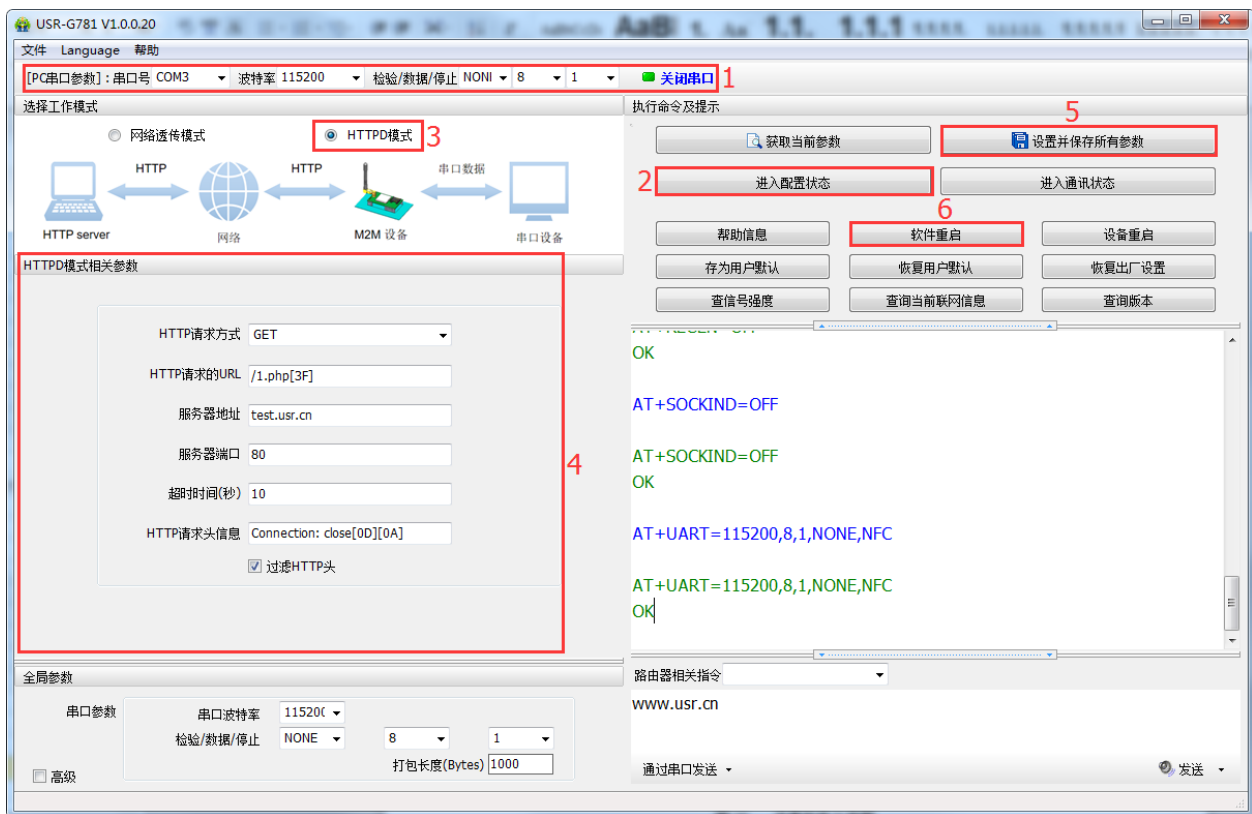 USR-G781 V1.0.0.20
文件 Language 帮助
[PC串口参数]：串口号 COM3 波特率 115200 检验/数据/停止 NONI 8 1 关闭串口 1
选择工作模式
网络透传模式 HTTPD模式 3
HTTP HTTP 串口数据
HTTP server 网络 M2M 设备 串口设备
HTTPD模式相关参数
HTTP请求方式 GET
HTTP请求的URL /1.php[3F]
服务器地址 test.usr.cn
服务器端口 80
4
超时时间(秒) 10
HTTP请求头信息 Connection: close[0D][0A]
过滤HTTP头
全局参数
串口参数 串口波特率 115200
检验/数据/停止 NONE 8 1
打包长度(Bytes) 1000
高级
执行命令及提示
5
获取当前参数 设置并保存所有参数
2 进入配置状态 进入通讯状态
6
帮助信息 软件重启 设备重启
存为用户默认 恢复用户默认 恢复出厂设置
查信号强度 查询当前联网信息 查询版本
OK
AT+SOCKIND=OFF
AT+SOCKIND=OFF
OK
AT+UART=115200,8,1,NONE,NFC
AT+UART=115200,8,1,NONE,NFC
OK
路由器相关指令
www.usr.cn
通过串口发送 发送